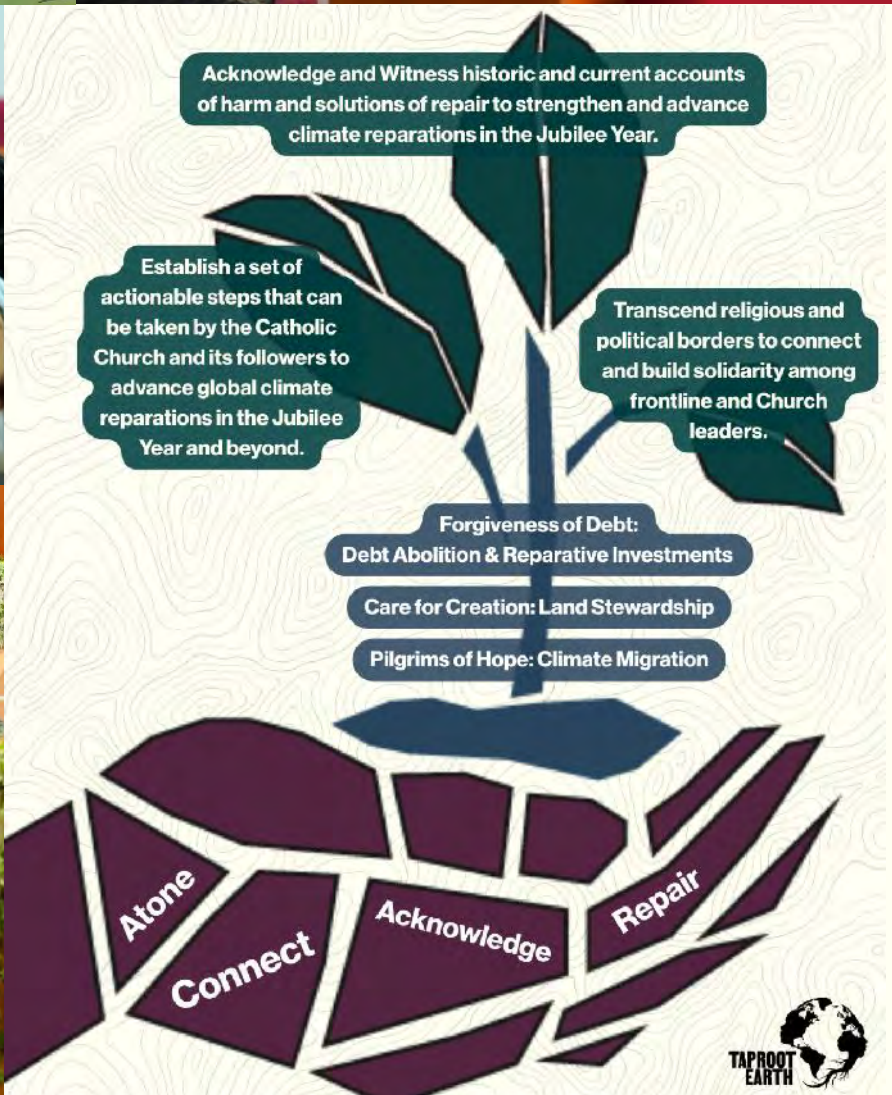 Acknowledge and Witness historic and current accounts
of harm and solutions of repair to strengthen and advance
climate reparations in the Jubilee Year.
Establish a set of
actionable steps that can
be taken by the Catholic
Church and its followers to
advance global climate
reparations in the Jubilee
Year and beyond.
Transcend religious and
political borders to connect
and build solidarity among
frontline and Church
leaders.
Forgiveness of Debt:
Debt Abolition & Reparative Investments
Care for Creation: Land Stewardship
Pilgrims of Hope: Climate Migration
Atone
Connect
Acknowledge
Repair
TAPROOT
EARTH